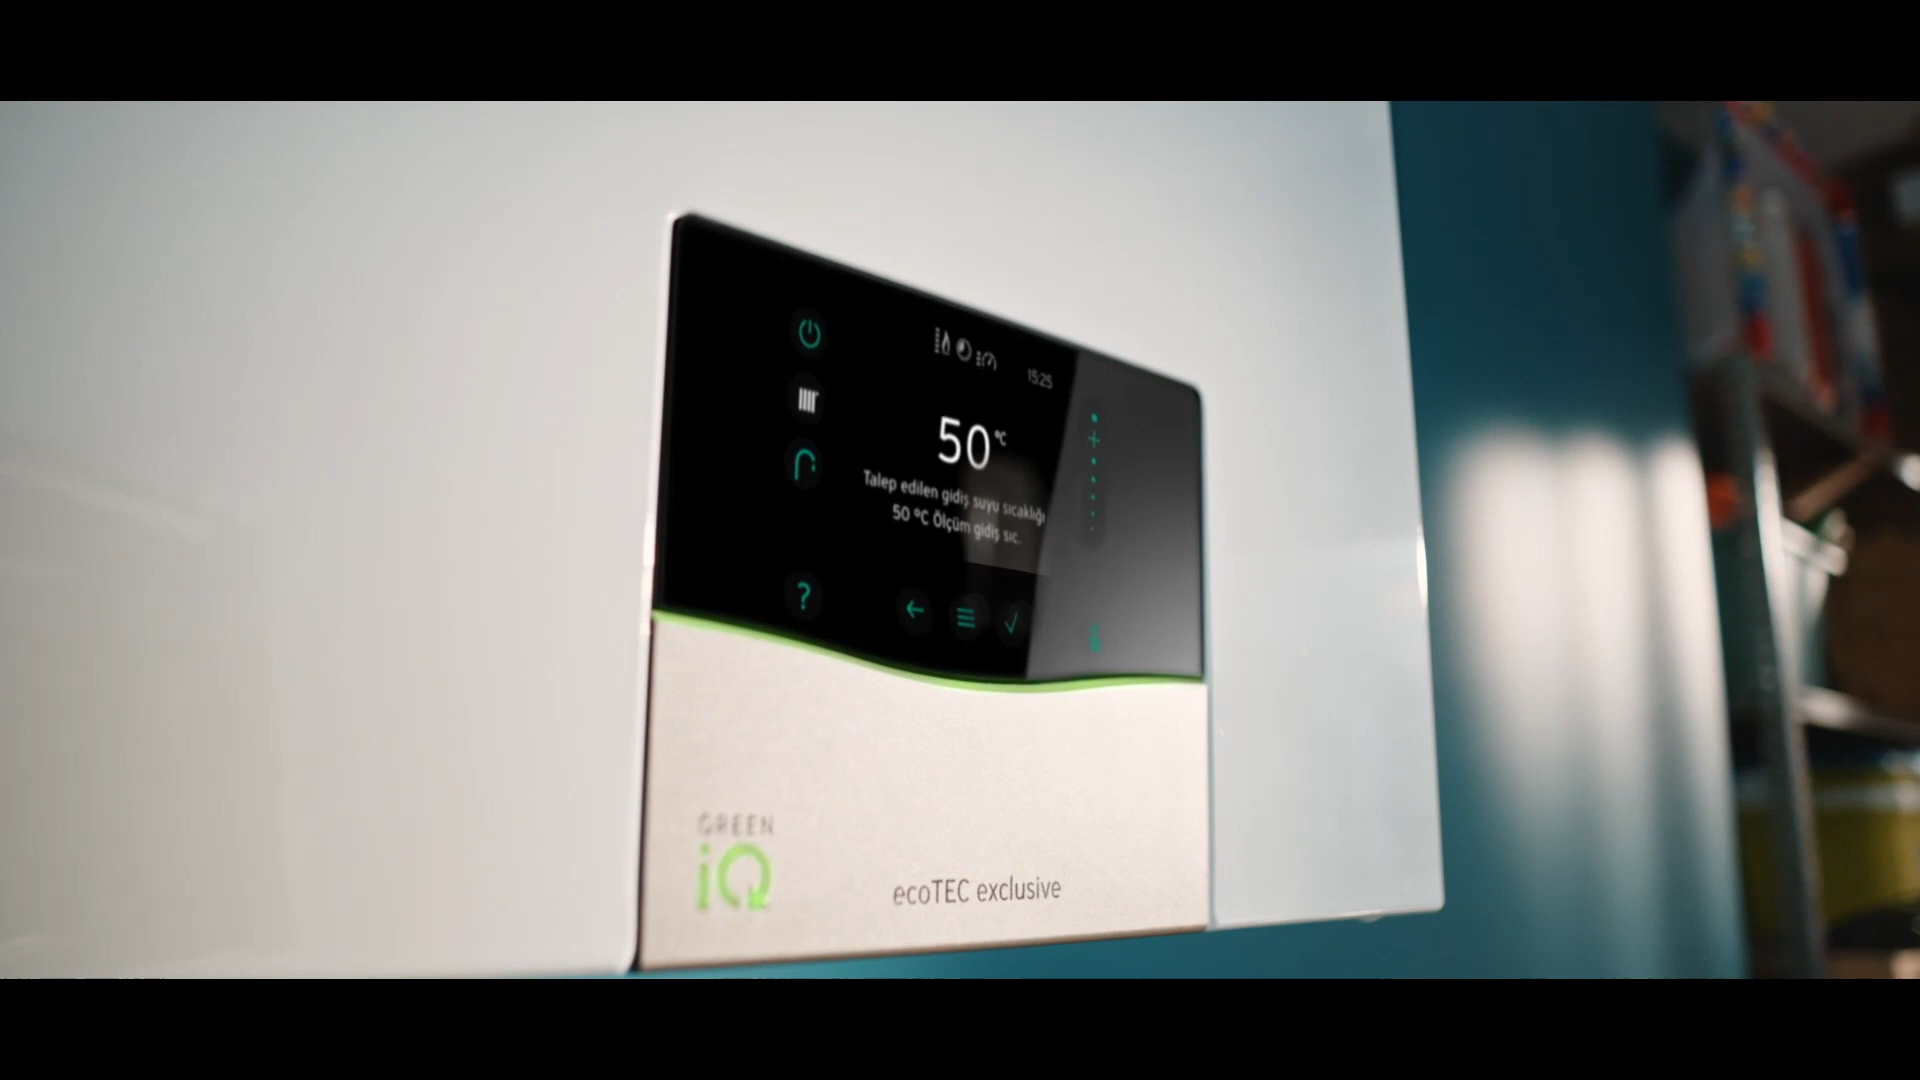 15:25
50 °C
Talep edilen gidiş suyu sıcaklığı
50 °C Ölçüm gidiş sıc.
?
GREEN
iQ
ecoTEC exclusive